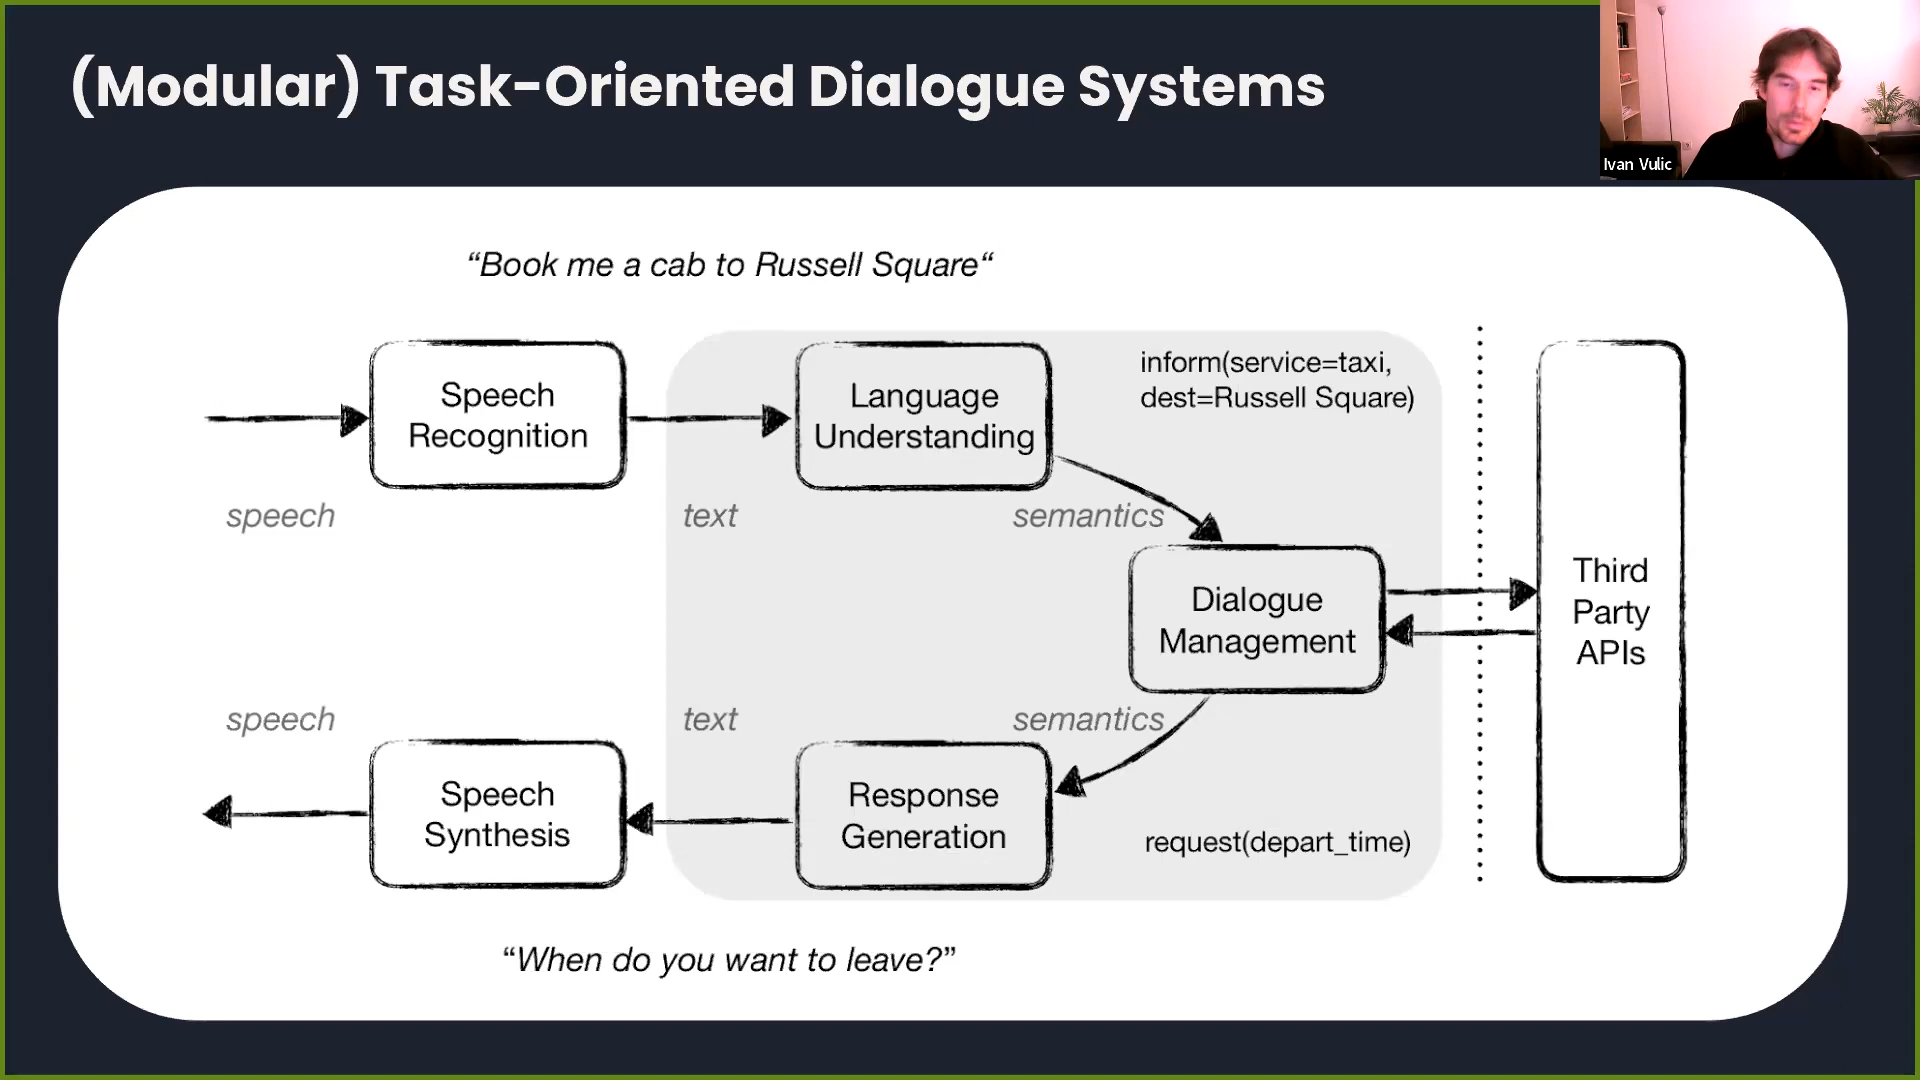 (Modular) Task-Oriented Dialogue Systems
Ivan Vulic
“Book me a cab to Russell Square“
Speech
Recognition
Language
Understanding
inform(service=taxi,
dest=Russell Square)
speech
text
semantics
Dialogue
Management
Third
Party
APIs
speech
text
semantics
Speech
Synthesis
Response
Generation
request(depart_time)
“When do you want to leave?”